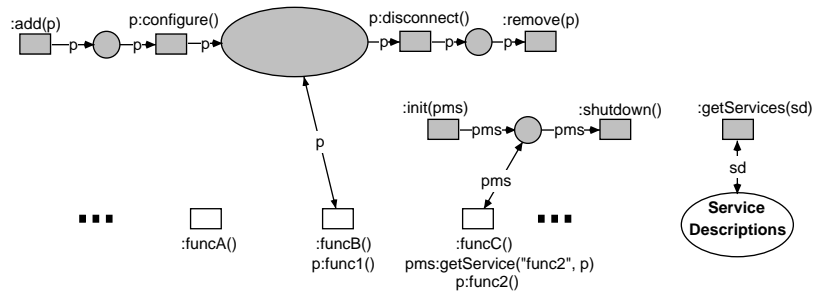 :add(p)
p:configure()
p:disconnect()
:remove(p)
p
p
p
p
p
p
:init(pms)
:shutdown()
:getServices(sd)
pms
pms
p
pms
sd
Service
Descriptions
:funcA()
:funcB()
p:func1()
:funcC()
pms:getService("func2", p)
p:func2()